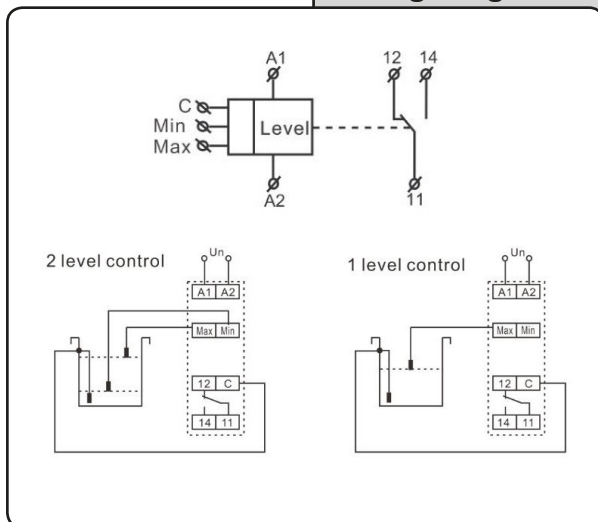 A1
12 14
C
Min
Max
Level
A2
11
2 level control
Un
A1 A2
Max Min
12 C
14 11
1 level control
Un
A1 A2
Max Min
12 C
14 11